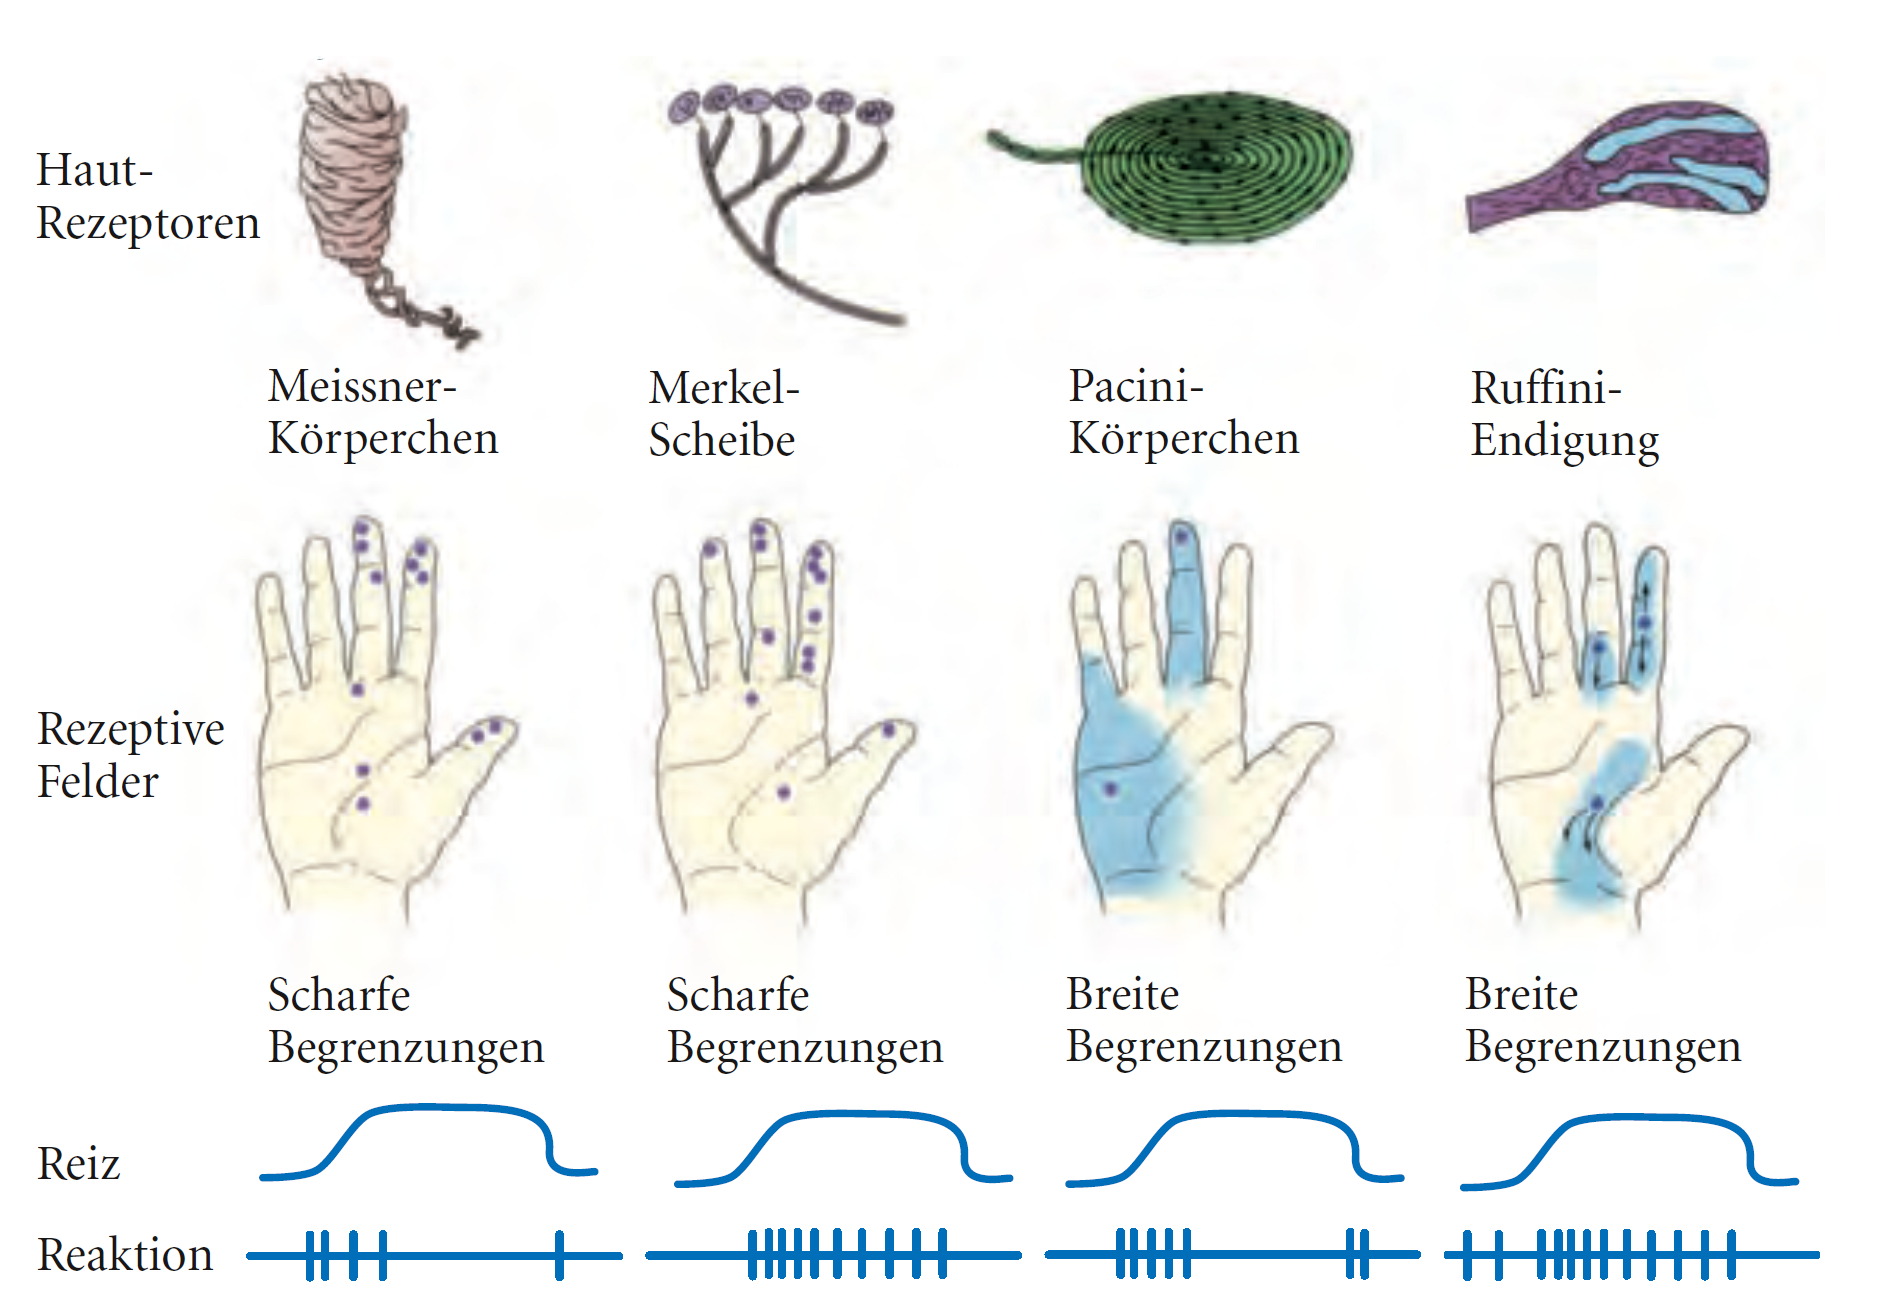 Haut-
Rezeptoren
Meissner-
Körperchen
Merkel-
Scheibe
Pacini-
Körperchen
Ruffini-
Endigung
Rezeptive
Felder
Scharfe
Begrenzungen
Scharfe
Begrenzungen
Breite
Begrenzungen
Breite
Begrenzungen
Reiz
Reaktion